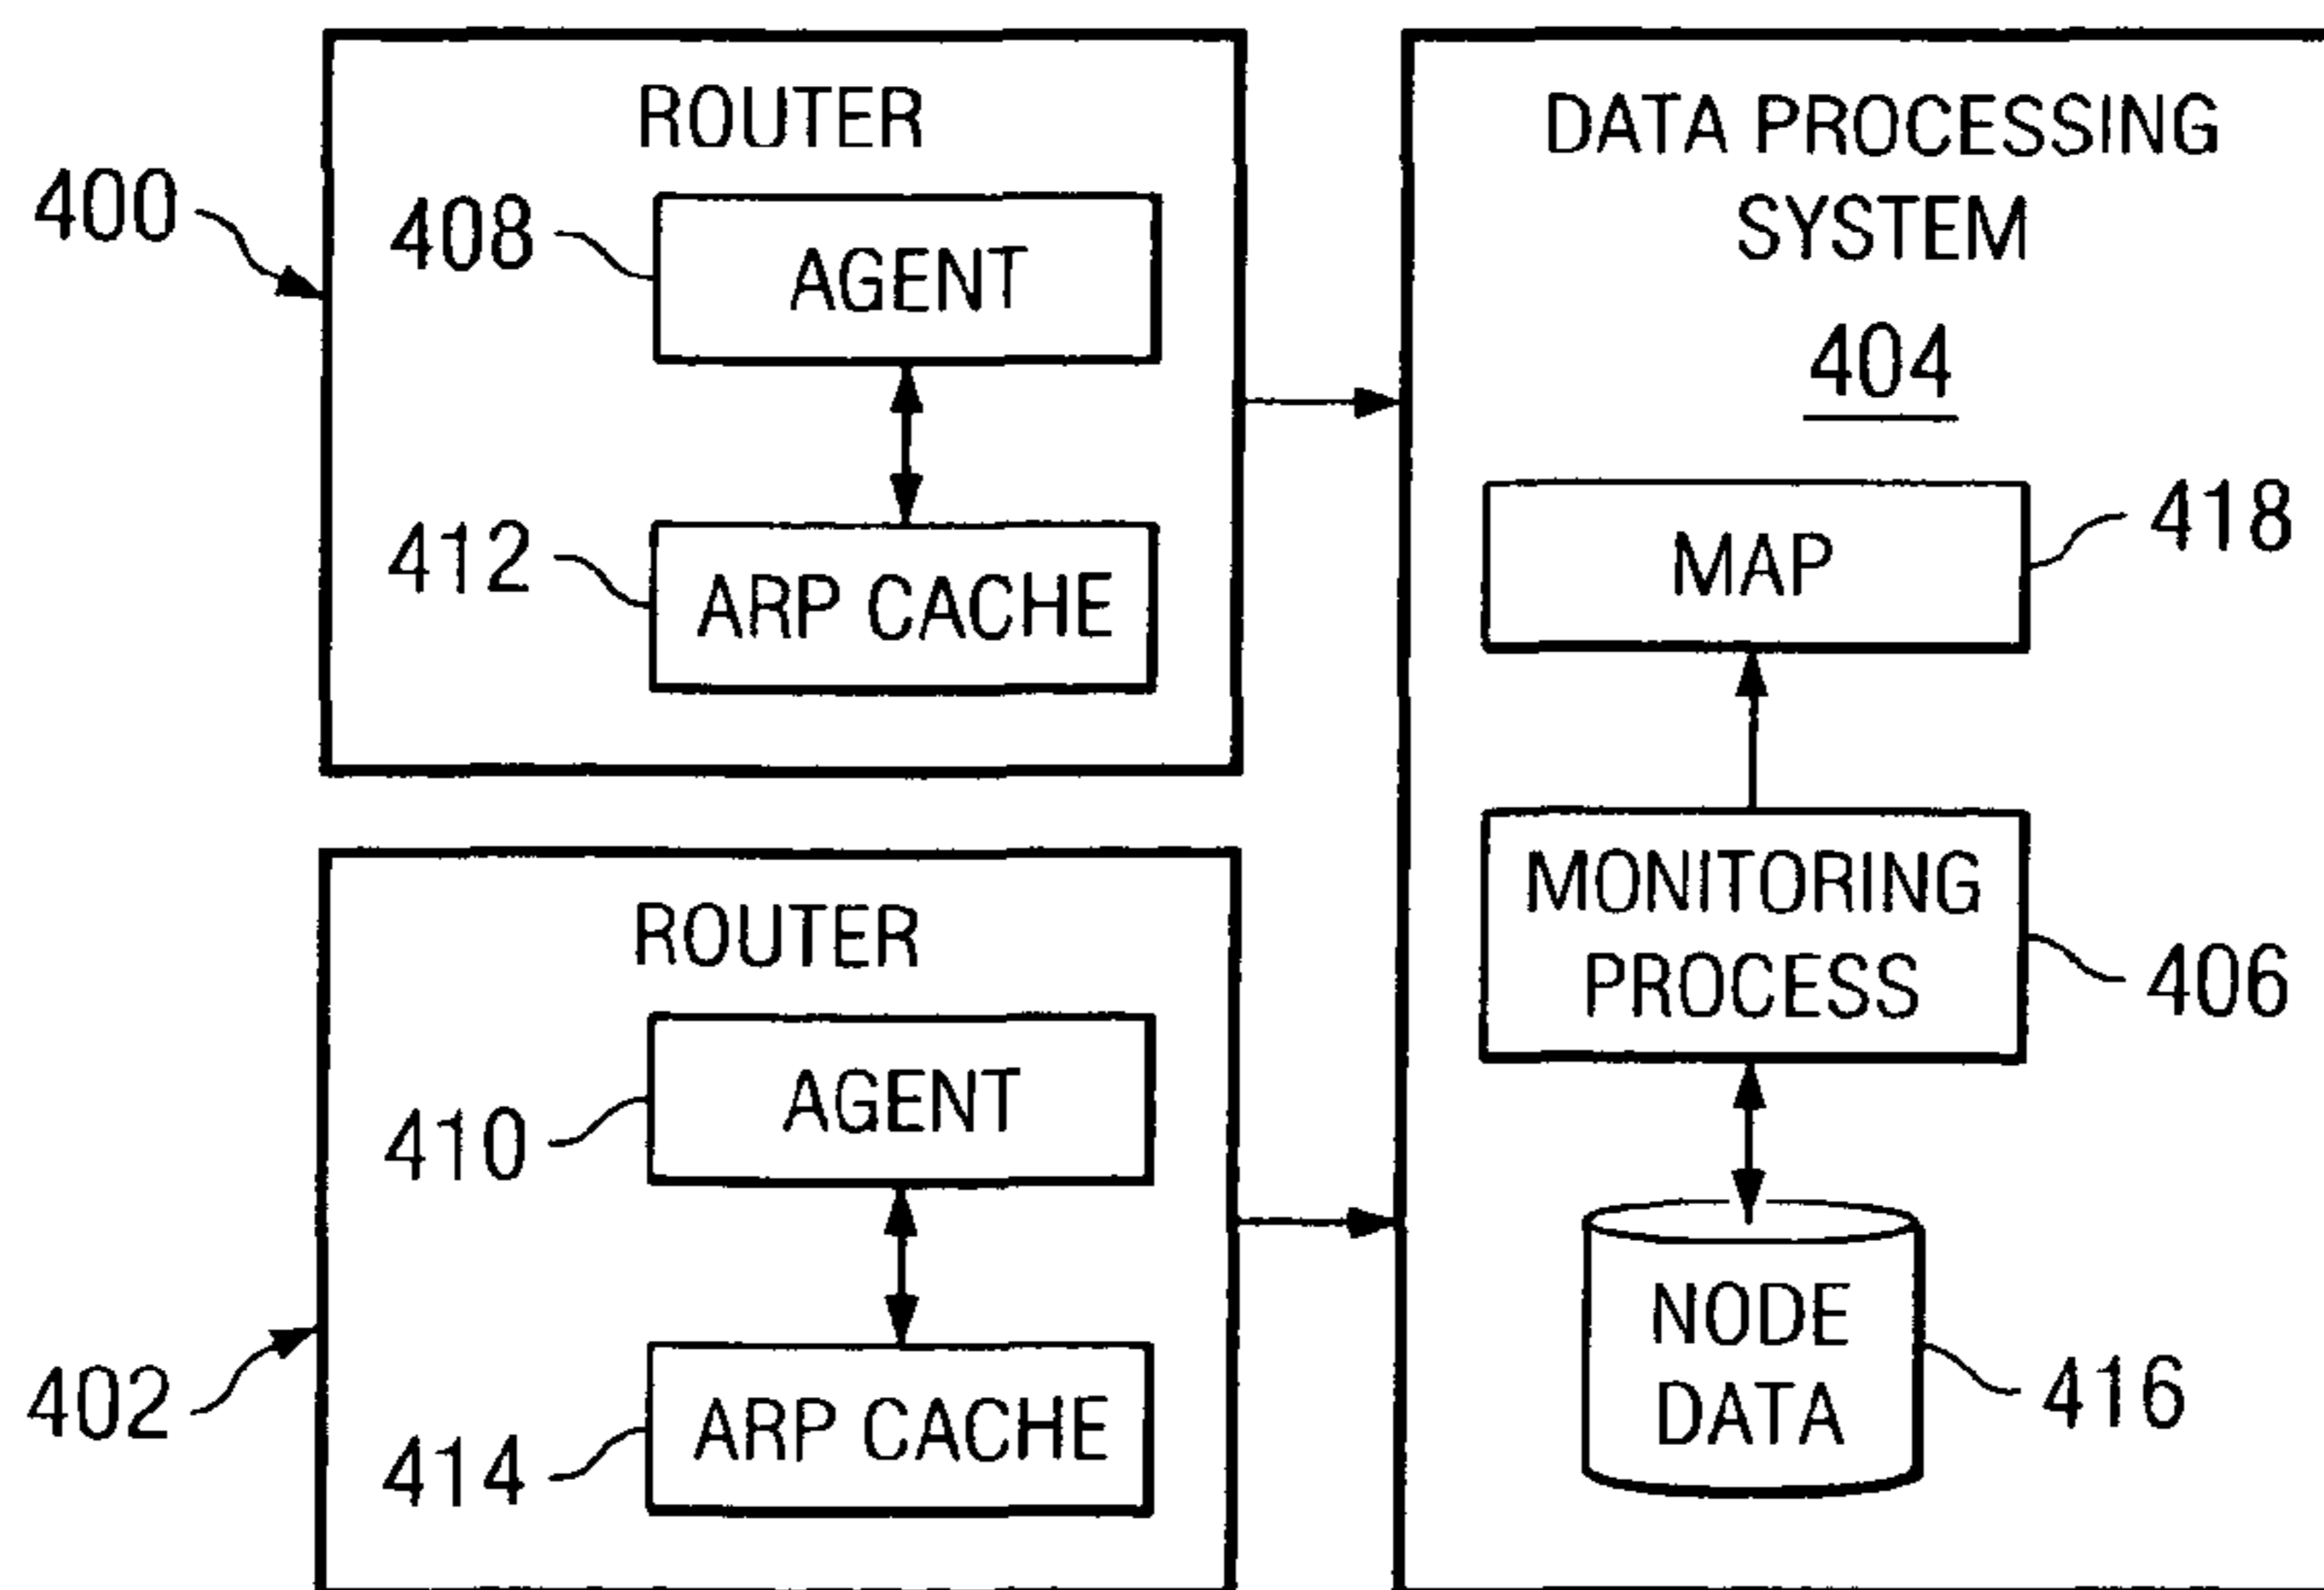 ROUTER
400
408
AGENT
412
ARP CACHE
ROUTER
410
AGENT
402
414
ARP CACHE
DATA PROCESSING
SYSTEM
404
MAP
418
MONITORING
PROCESS
406
NODE
DATA
416